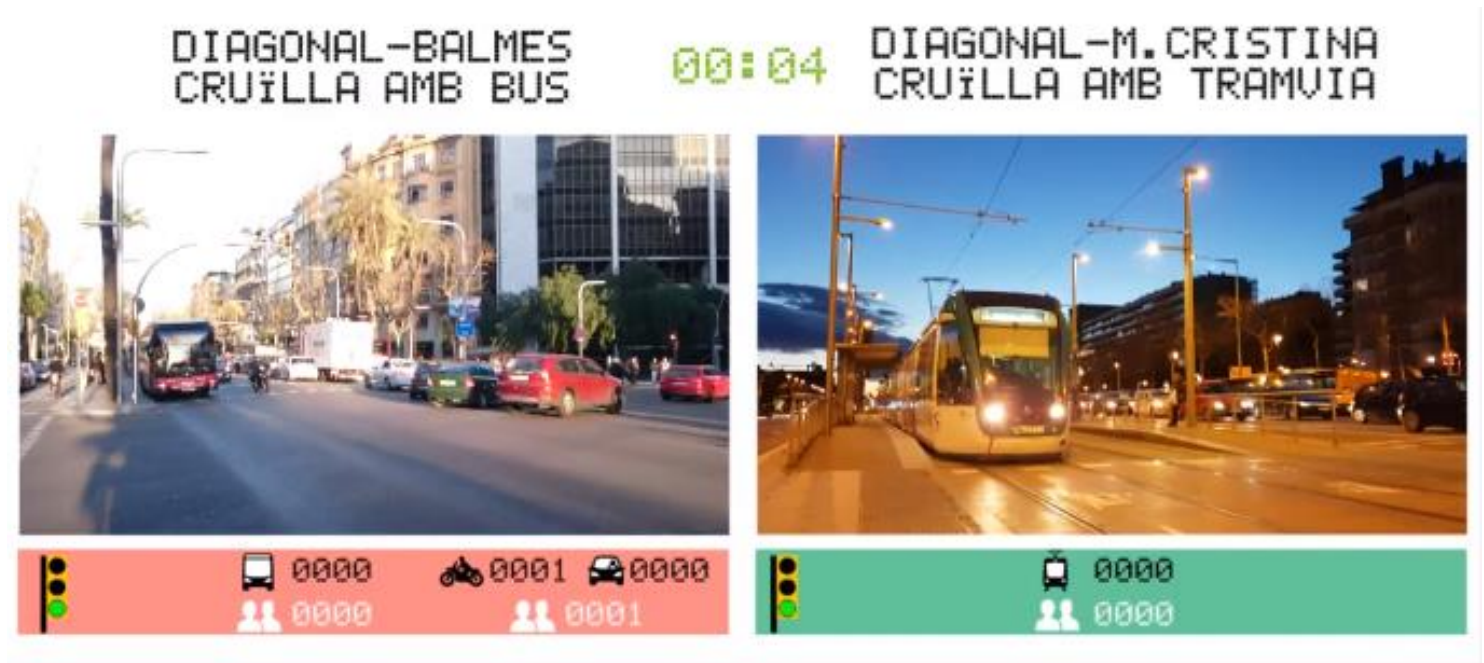 DIAGONAL-BALMES
CRUÏLLA AMB BUS
00:04
DIAGONAL-M.CRISTINA
CRUÏLLA AMB TRAMVIA
0000 0001 0000
0000 0001
0000
0000